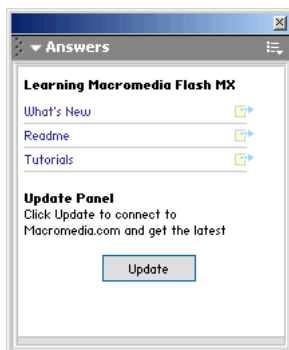 Answers
Learning Macromedia Flash MX
What's New
Readme
Tutorials
Update Panel
Click Update to connect to
Macromedia.com and get the latest
Update